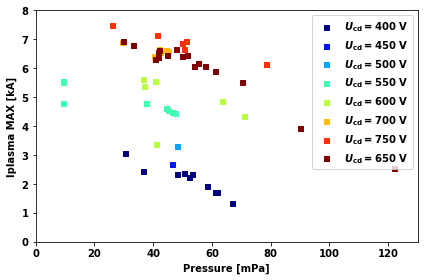 Iplasma MAX [kA]
8
7
6
5
4
3
2
1
0
0 20 40 60 80 100 120
Pressure [mPa]
U_cd = 400 V
U_cd = 450 V
U_cd = 500 V
U_cd = 550 V
U_cd = 600 V
U_cd = 700 V
U_cd = 750 V
U_cd = 650 V